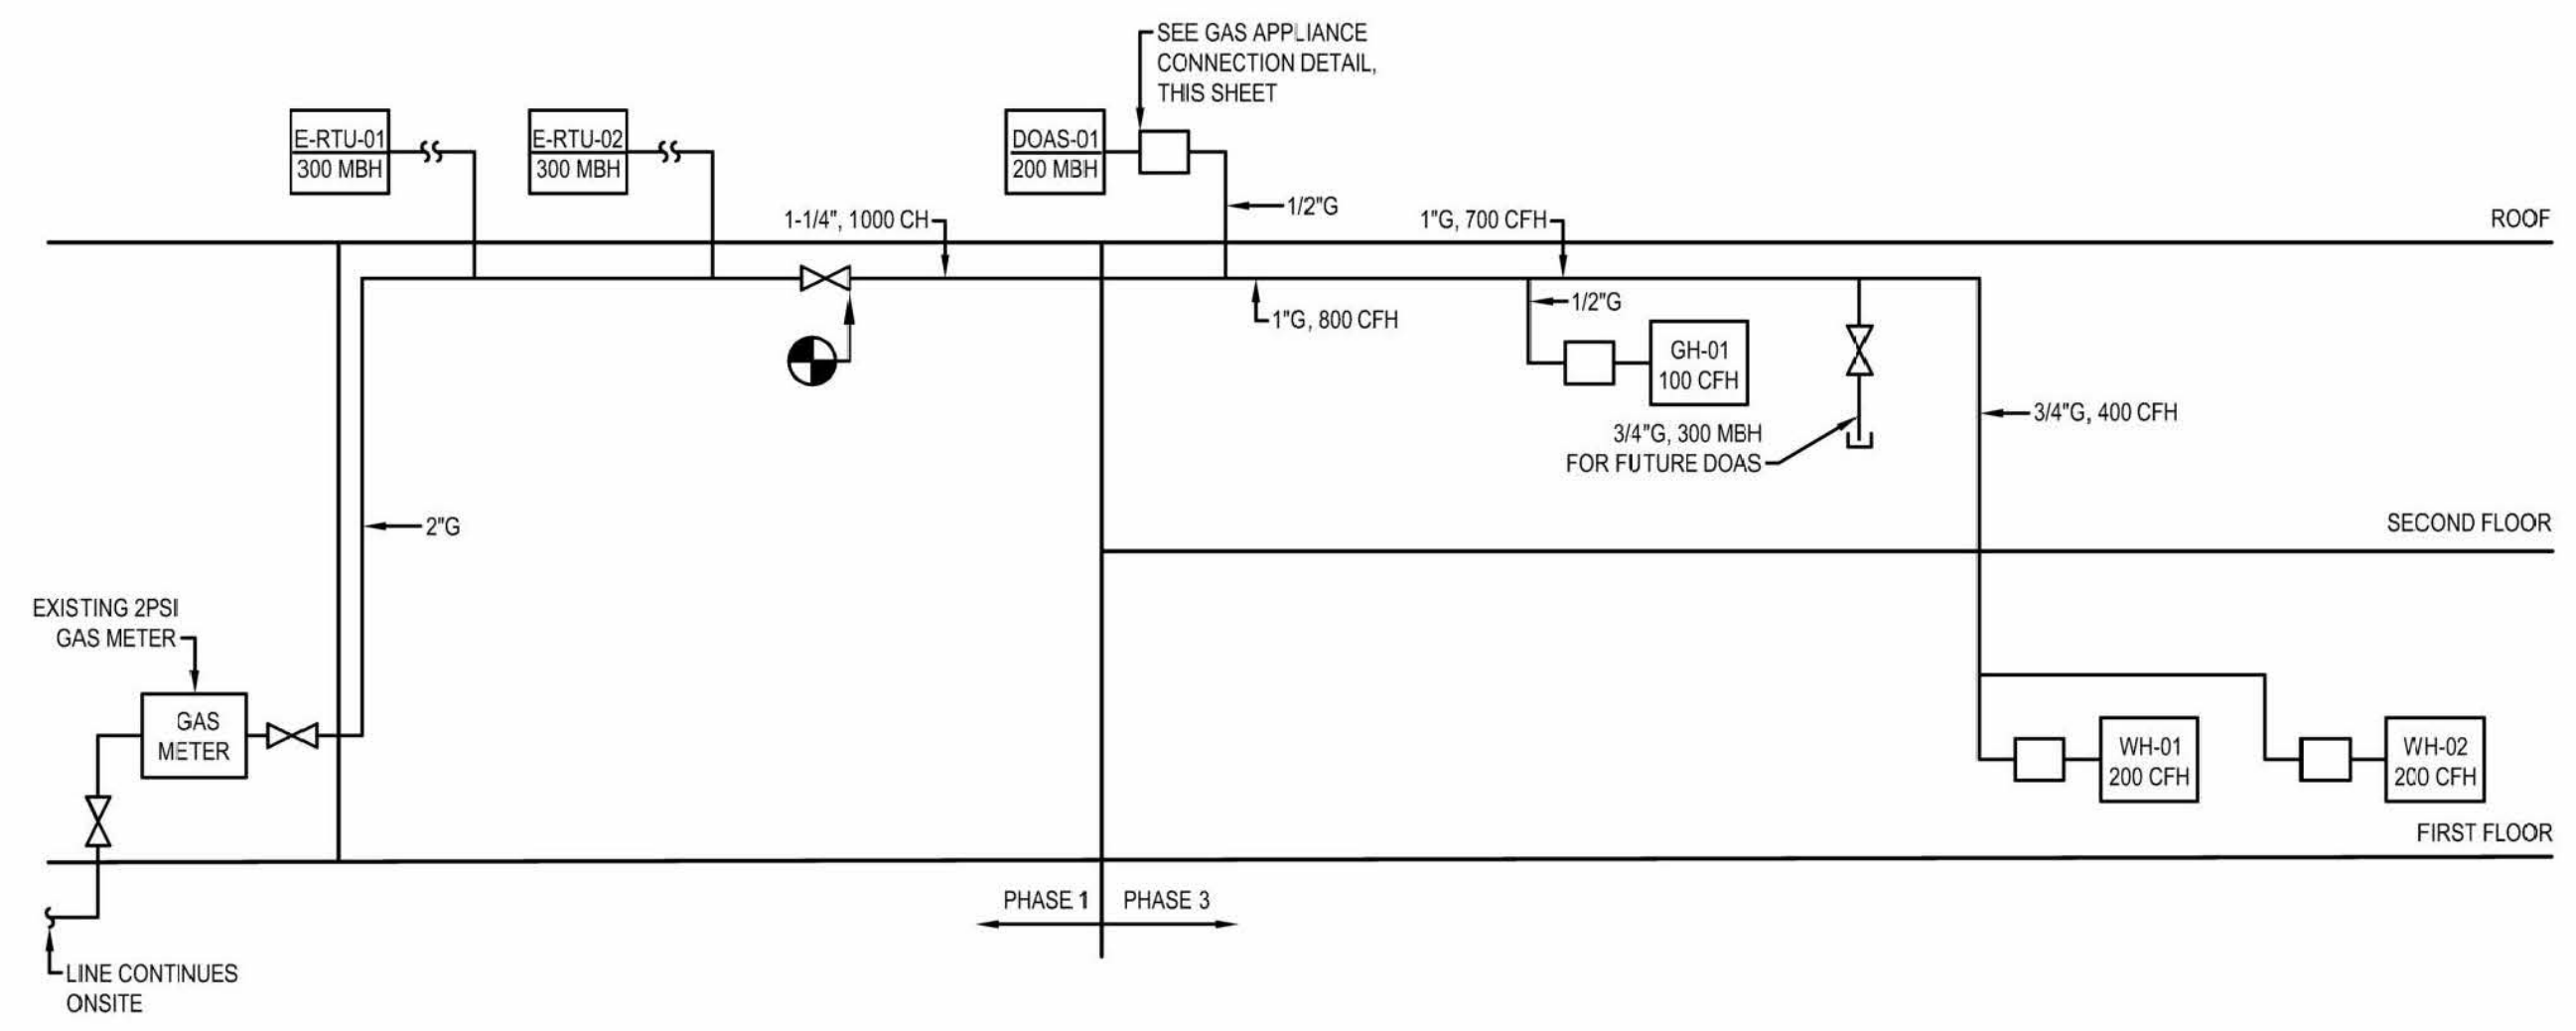 SEE GAS APPLIANCE
CONNECTION DETAIL,
THIS SHEET
E-RTU-01
300 MBH
E-RTU-02
300 MBH
DOAS-01
200 MBH
1/2"G
1-1/4", 1000 CH
1"G, 700 CFH
ROOF
1"G, 800 CFH
1/2"G
GH-01
100 CFH
3/4"G, 300 MBH
FOR FUTURE DOAS
3/4"G, 400 CFH
2"G
SECOND FLOOR
EXISTING 2PSI
GAS METER
GAS
METER
WH-01
200 CFH
WH-02
200 CFH
FIRST FLOOR
PHASE 1
PHASE 3
LINE CONTINUES
ONSITE